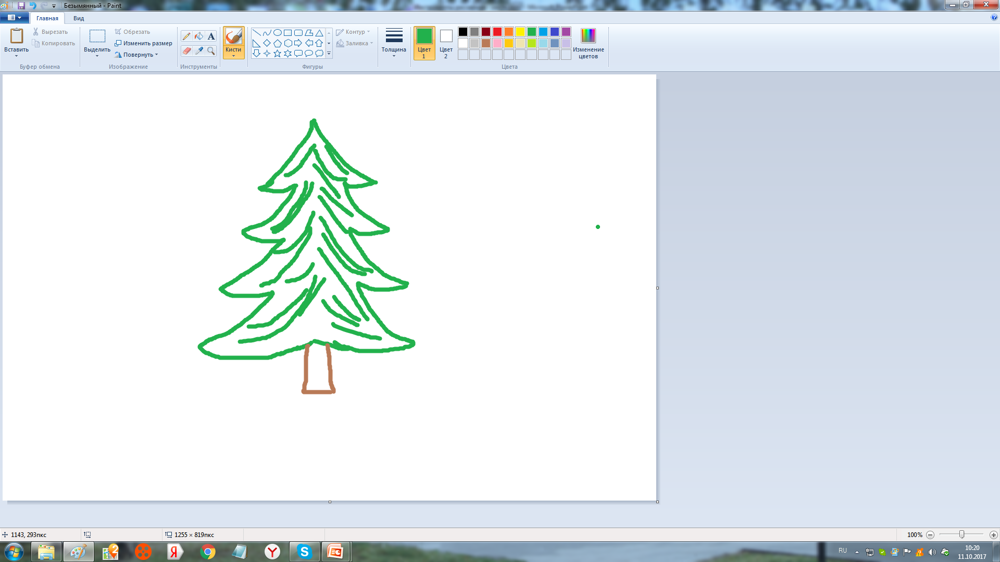 Безымянный - Paint
Главная Вид
Вставить
Вырезать
Копировать
Буфер обмена
Выделить
Обрезать
Изменить размер
Повернуть
Изображение
A
Инструменты
Кисти
Контур
Заливка
Фигуры
Толщина
Цвет
1
Цвет
2
Изменение
цветов
Цвета
1143, 293пкс
1255 × 819пкс
100%
2
Я
Y
S
P
RU
10:20
11.10.2017